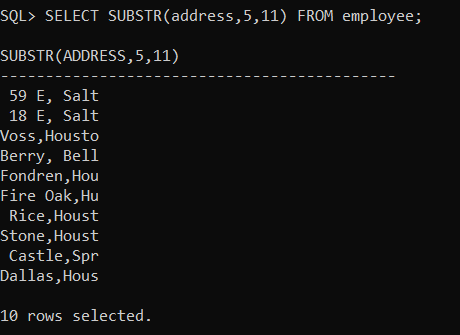 SQL> SELECT SUBSTR(address,5,11) FROM employee;
SUBSTR(ADDRESS,5,11)
--------------------------------------------
59 E, Salt
18 E, Salt
Voss,Housto
Berry, Bell
Fondren,Hou
Fire Oak,Hu
Rice,Houst
Stone,Houst
Castle,Spr
Dallas,Hous
10 rows selected.